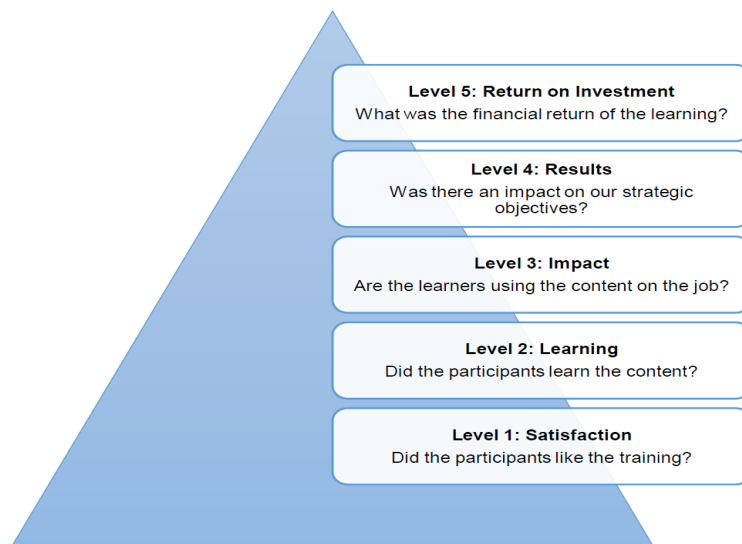 Level 5: Return on Investment
What was the financial return of the learning?
Level 4: Results
Was there an impact on our strategic
objectives?
Level 3: Impact
Are the learners using the content on the job?
Level 2: Learning
Did the participants learn the content?
Level 1: Satisfaction
Did the participants like the training?